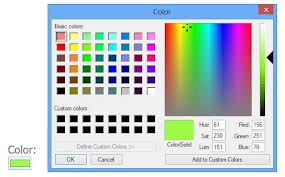 Color
Basic colors:
Custom colors:
Define Custom Colors >>
OK
Cancel
Color|Solid
Hue: 61
Sat: 230
Lum: 151
Red: 156
Green: 251
Blue: 70
Add to Custom Colors
Color: